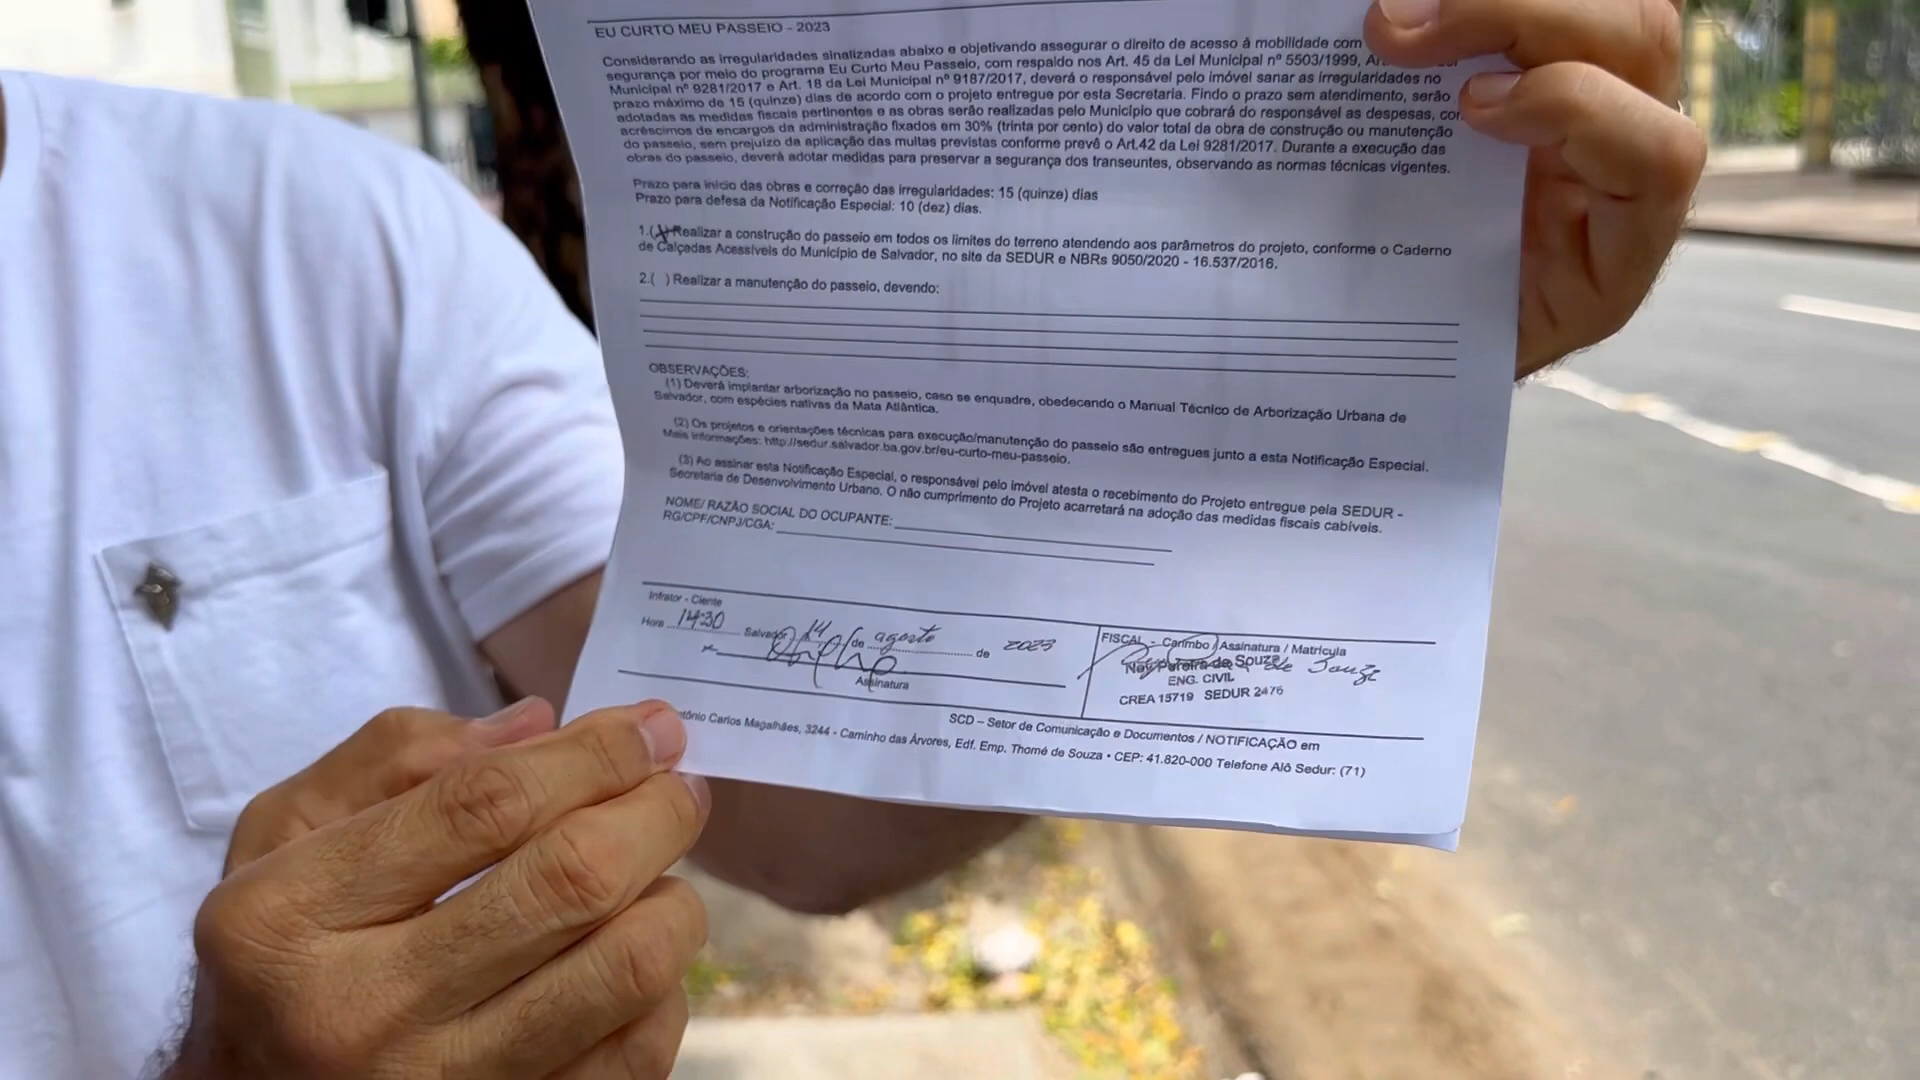 EU CURTO MEU PASSEIO - 2023
Considerando as irregularidades sinalizadas abaixo e objetivando assegurar o direito de acesso à mobilidade com
segurança por meio do programa Eu Curto Meu Passeio, com respaldo nos Art. 45 da Lei Municipal nº 5503/1999,
Municipal nº 9281/2017 e Art. 18 da Lei Municipal nº 9187/2017, deverá o responsável pelo imóvel sanar as irregularidades no
prazo máximo de 15 (quinze) dias de acordo com o projeto entregue por esta Secretaria. Findo o prazo sem atendimento, serão
adotadas as medidas fiscais pertinentes e as obras serão realizadas pelo Município que cobrará do responsável as despesas,
acréscimos de encargos da administração fixados em 30% (trinta por cento) do valor total da obra de construção ou manutenção
do passeio, sem prejuízo da aplicação das multas previstas conforme prevê o Art.42 da Lei 9281/2017. Durante a execução das
obras do passeio, deverá adotar medidas para preservar a segurança dos transeuntes, observando as normas técnicas vigentes.
Prazo para início das obras e correção das irregularidades: 15 (quinze) dias
Prazo para defesa da Notificação Especial: 10 (dez) dias.
1.(X) Realizar a construção do passeio em todos os limites do terreno atendendo aos parâmetros do projeto, conforme o Caderno
de Calçadas Acessíveis do Município de Salvador, no site da SEDUR e NBRs 9050/2020 - 16.537/2016.
2.( ) Realizar a manutenção do passeio, devendo:
OBSERVAÇÕES:
(1) Deverá implantar arborização no passeio, caso se enquadre, obedecendo o Manual Técnico de Arborização Urbana de
Salvador, com espécies nativas da Mata Atlântica.
(2) Os projetos e orientações técnicas para execução/manutenção do passeio são entregues junto a esta Notificação Especial.
Mais informações: http://sedur.salvador.ba.gov.br/eu-curto-meu-passeio.
(3) Ao assinar esta Notificação Especial, o responsável pelo imóvel atesta o recebimento do Projeto entregue pela SEDUR -
Secretaria de Desenvolvimento Urbano. O não cumprimento do Projeto acarretará na adoção das medidas fiscais cabíveis.
NOME/ RAZÃO SOCIAL DO OCUPANTE:
RG/CPF/CNPJ/CGA:
Infrator - Ciente
Hora 14:30 Salvador 14 de agosto de 2023
Assinatura
FISCAL - Carimbo / Assinatura / Matrícula
Ney Pereira de Souza
ENG. CIVIL
CREA 15719 SEDUR 2476
SCD – Setor de Comunicação e Documentos / NOTIFICAÇÃO em
Carlos Magalhães, 3244 - Caminho das Árvores, Edf. Emp. Thomé de Souza • CEP: 41.820-000 Telefone Alô Sedur: (71)